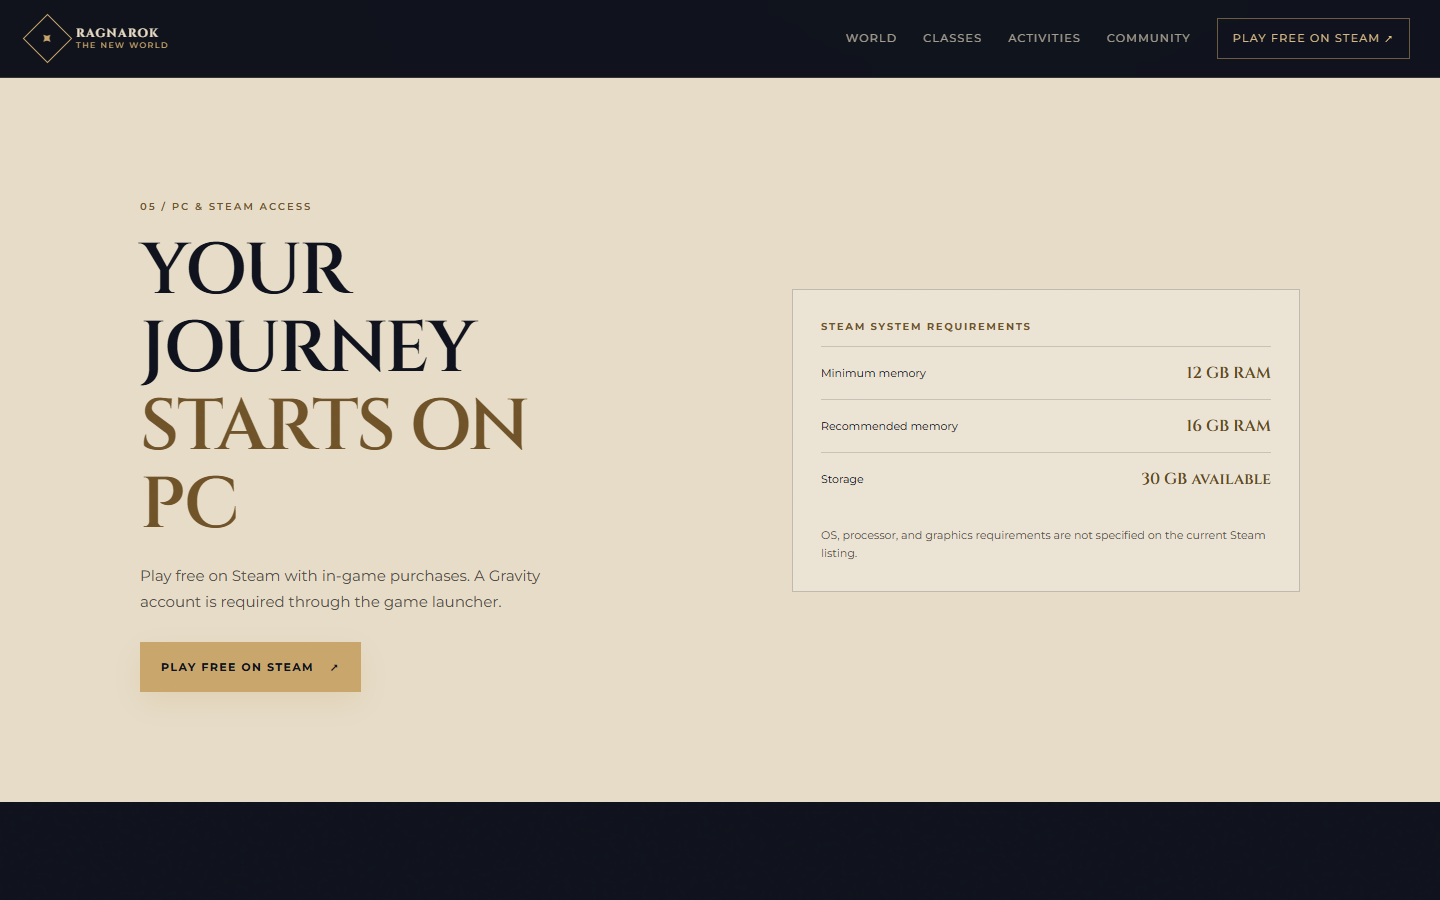 RAGNAROK
THE NEW WORLD
WORLD
CLASSES
ACTIVITIES
COMMUNITY
PLAY FREE ON STEAM ↗
05 / PC & STEAM ACCESS
YOUR
JOURNEY
STARTS ON
PC
Play free on Steam with in-game purchases. A Gravity
account is required through the game launcher.
PLAY FREE ON STEAM ↗
STEAM SYSTEM REQUIREMENTS
Minimum memory 12 GB RAM
Recommended memory 16 GB RAM
Storage 30 GB AVAILABLE
OS, processor, and graphics requirements are not specified on the current Steam
listing.